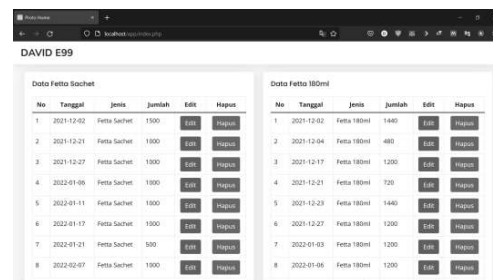 localhost/app/index.php
DAVID E99
Data Fetta Sachet
No Tanggal Jenis Jumlah Edit Hapus
1 2021-12-02 Fetta Sachet 1500 Edit Hapus
2 2021-12-21 Fetta Sachet 1000 Edit Hapus
3 2021-12-27 Fetta Sachet 1000 Edit Hapus
4 2022-01-06 Fetta Sachet 1000 Edit Hapus
5 2022-01-11 Fetta Sachet 1000 Edit Hapus
6 2022-01-17 Fetta Sachet 1000 Edit Hapus
7 2022-01-21 Fetta Sachet 500 Edit Hapus
8 2022-02-07 Fetta Sachet 1000 Edit Hapus
Data Fetta 180ml
No Tanggal Jenis Jumlah Edit Hapus
1 2021-12-02 Fetta 180ml 1440 Edit Hapus
2 2021-12-04 Fetta 180ml 480 Edit Hapus
3 2021-12-17 Fetta 180ml 1200 Edit Hapus
4 2021-12-21 Fetta 180ml 720 Edit Hapus
5 2021-12-23 Fetta 180ml 1440 Edit Hapus
6 2021-12-27 Fetta 180ml 1200 Edit Hapus
7 2022-01-03 Fetta 180ml 1200 Edit Hapus
8 2022-01-06 Fetta 180ml 1200 Edit Hapus